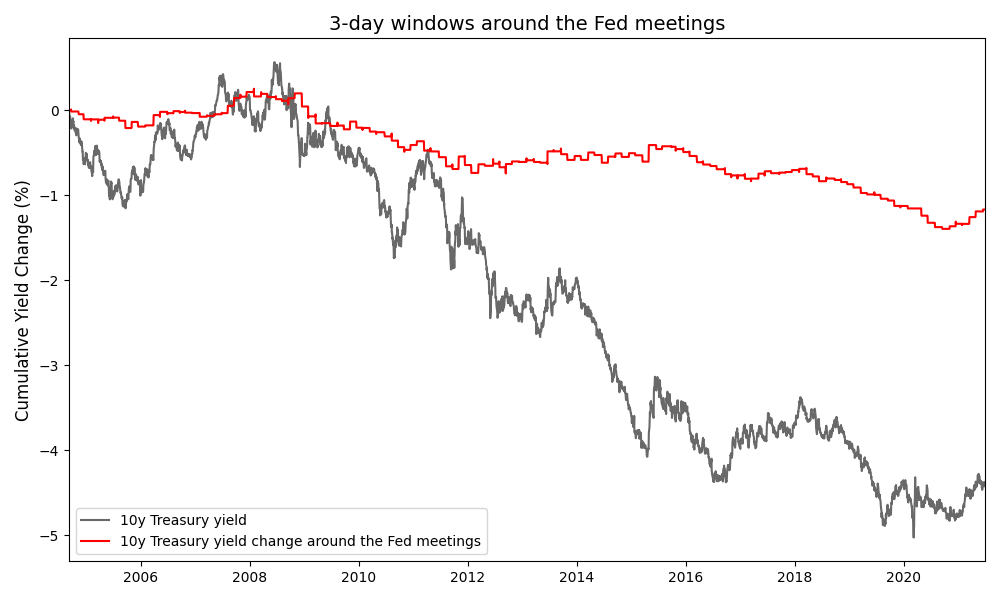 3-day windows around the Fed meetings
Cumulative Yield Change (%)
0
−1
−2
−3
−4
−5
10y Treasury yield
10y Treasury yield change around the Fed meetings
2006 2008 2010 2012 2014 2016 2018 2020